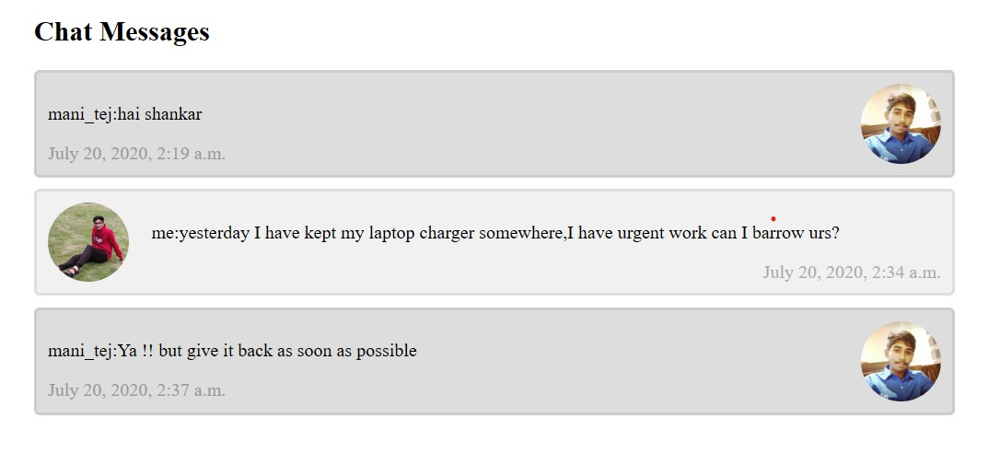 Chat Messages
mani_tej:hai shankar
July 20, 2020, 2:19 a.m.
me:yesterday I have kept my laptop charger somewhere,I have urgent work can I barrow urs?
July 20, 2020, 2:34 a.m.
mani_tej:Ya !! but give it back as soon as possible
July 20, 2020, 2:37 a.m.